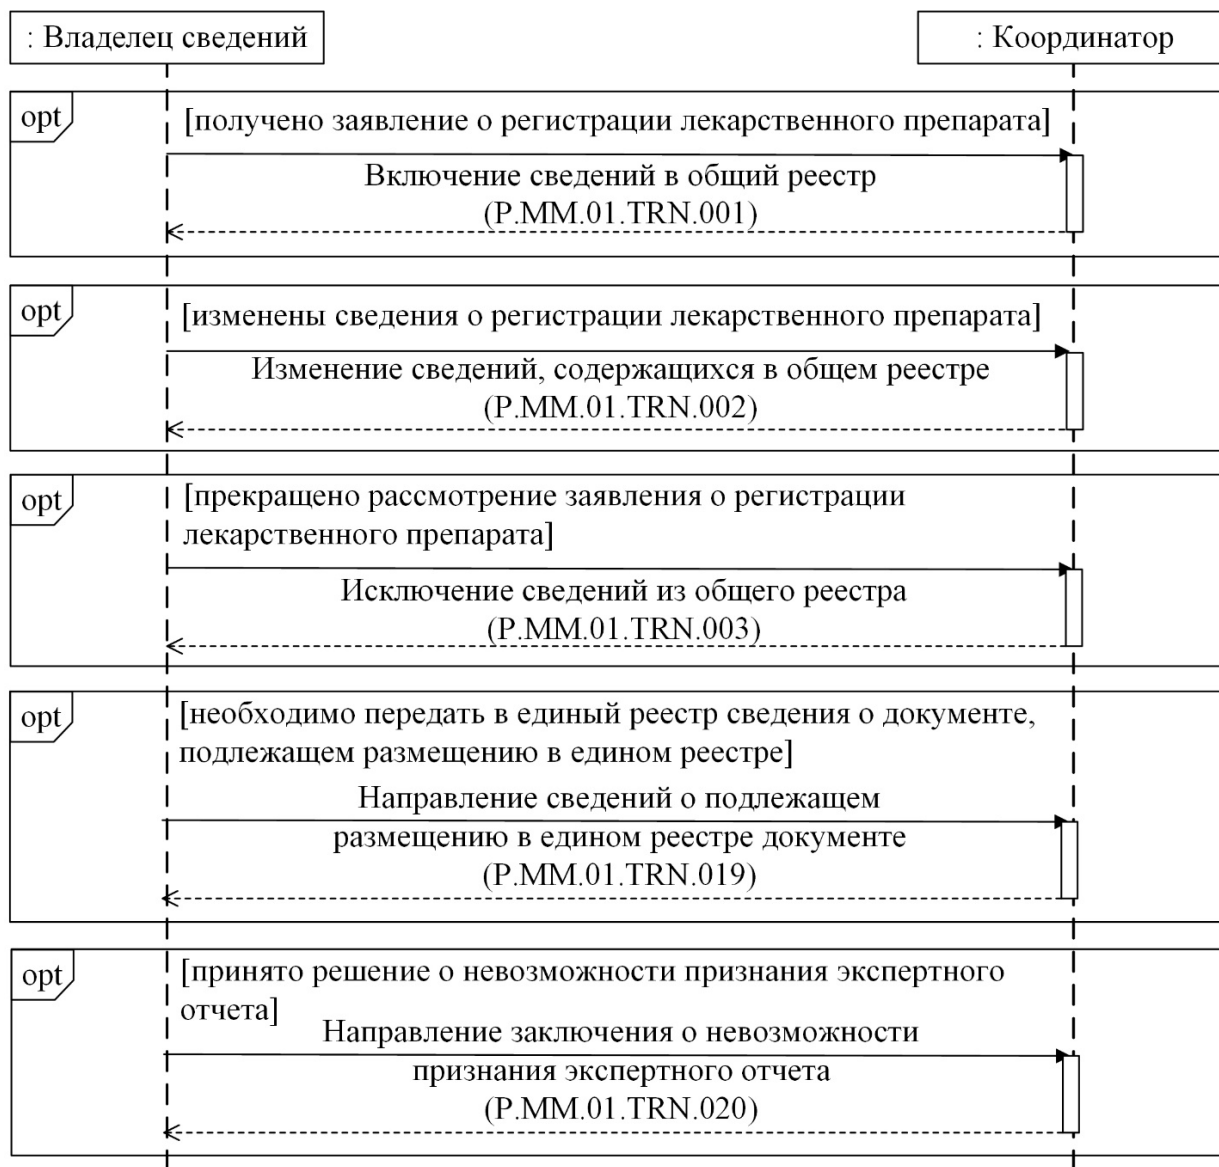 : Владелец сведений
: Координатор
opt
[получено заявление о регистрации лекарственного препарата]
Включение сведений в общий реестр
(P.MM.01.TRN.001)
opt
[изменены сведения о регистрации лекарственного препарата]
Изменение сведений, содержащихся в общем реестре
(P.MM.01.TRN.002)
opt
[прекращено рассмотрение заявления о регистрации
лекарственного препарата]
Исключение сведений из общего реестра
(P.MM.01.TRN.003)
opt
[необходимо передать в единый реестр сведения о документе,
подлежащем размещению в едином реестре]
Направление сведений о подлежащем
размещению в едином реестре документе
(P.MM.01.TRN.019)
opt
[принято решение о невозможности признания экспертного
отчета]
Направление заключения о невозможности
признания экспертного отчета
(P.MM.01.TRN.020)